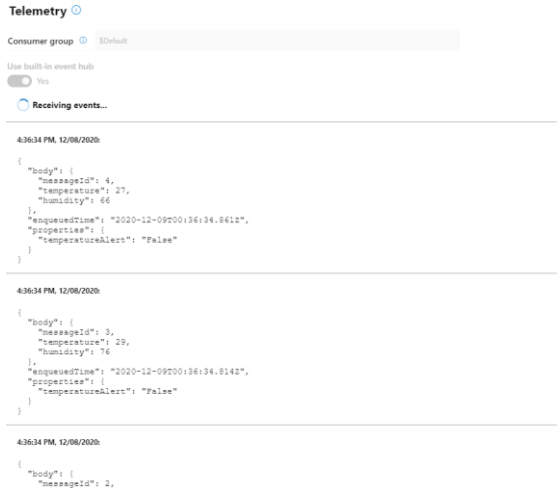 Telemetry
Consumer group $Default
Use built-in event hub
Yes
Receiving events...
4:36:34 PM, 12/08/2020:
{
"body": {
"messageId": 4,
"temperature": 27,
"humidity": 66
},
"enqueuedTime": "2020-12-09T00:36:34.861Z",
"properties": {
"temperatureAlert": "False"
}
}
4:36:34 PM, 12/08/2020:
{
"body": {
"messageId": 3,
"temperature": 29,
"humidity": 76
},
"enqueuedTime": "2020-12-09T00:36:34.814Z",
"properties": {
"temperatureAlert": "False"
}
}
4:36:34 PM, 12/08/2020:
{
"body": {
"messageId": 2,